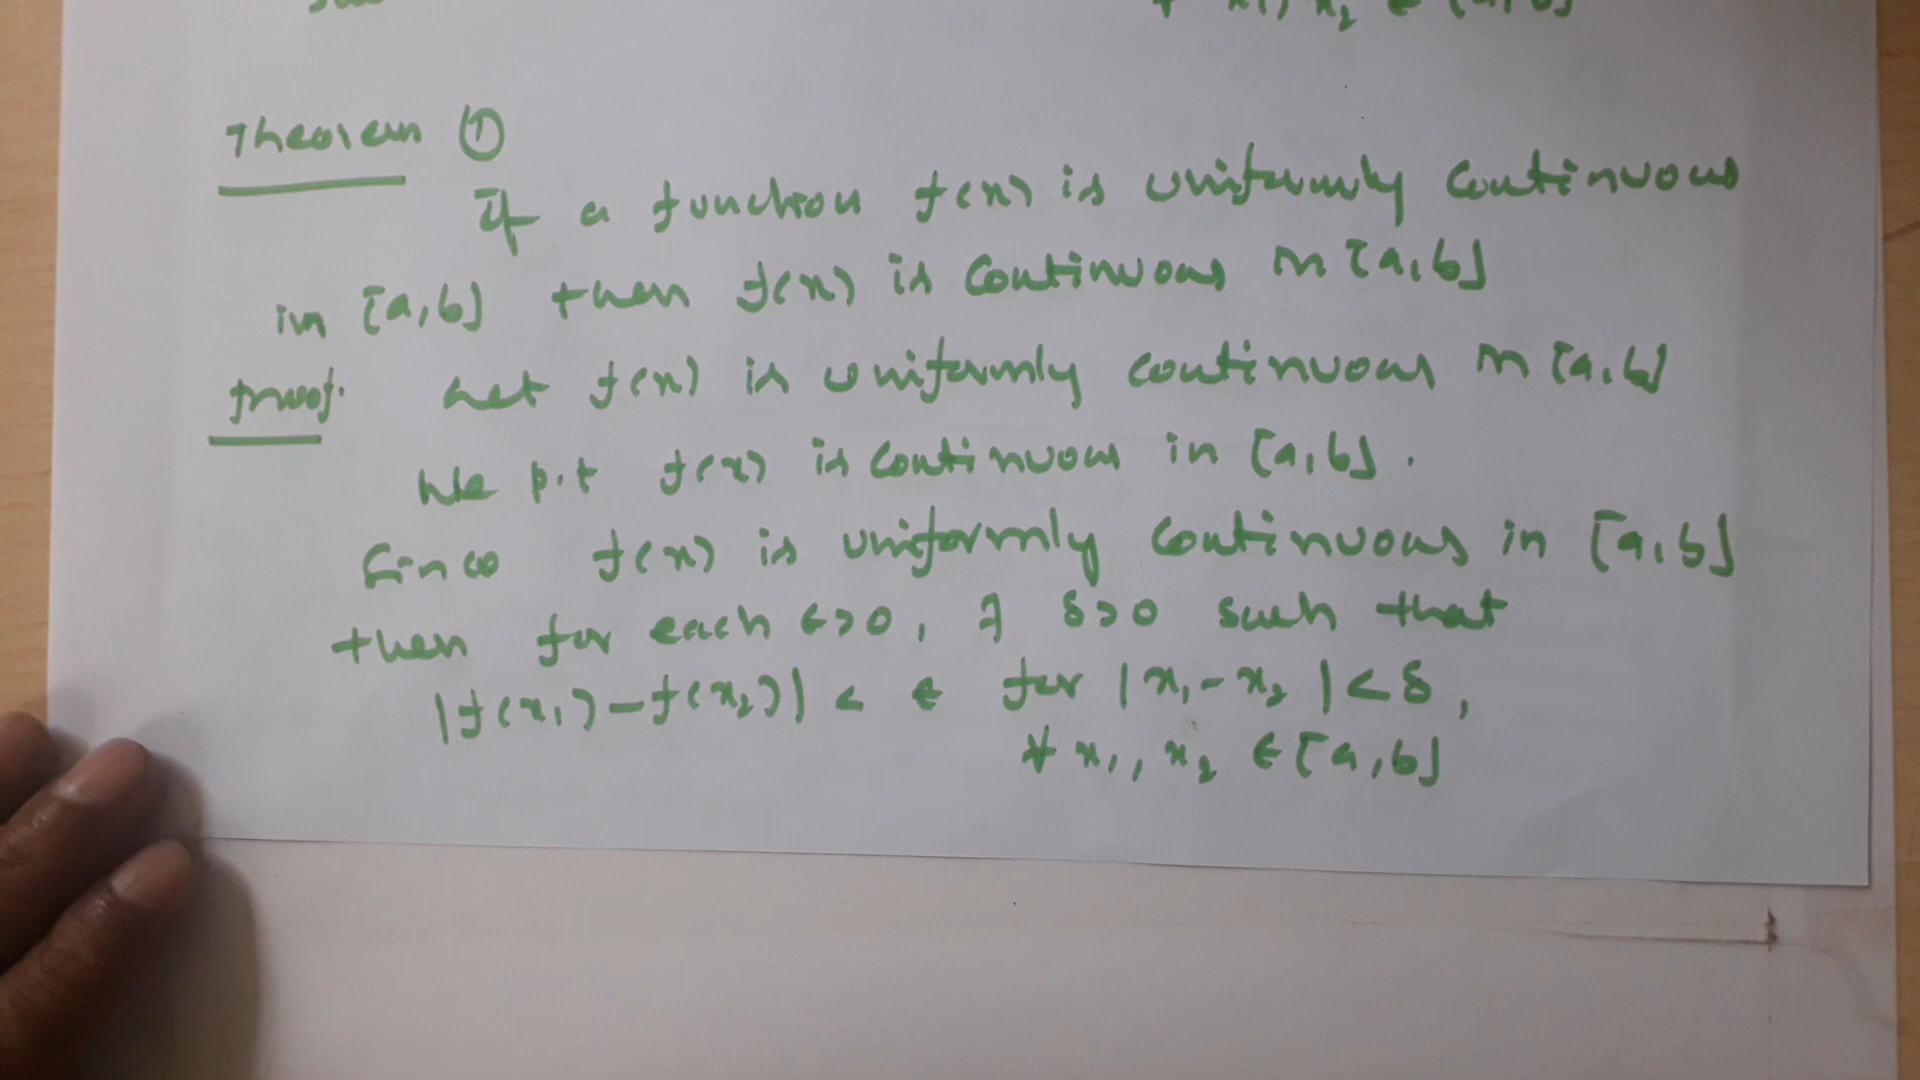 x1, x2 ∈ [a,b]
Theorem ①
If a function f(x) is uniformly continuous
in [a,b] then f(x) is continuous in [a,b]
Proof. Let f(x) is uniformly continuous in [a,b]
We p.t f(x) is continuous in [a,b].
Since f(x) is uniformly continuous in [a,b]
then for each ϵ>0, ∃ δ>0 such that
|f(x₁)-f(x₂)| < ϵ for |x₁-x₂|<δ,
∀ x₁, x₂ ∈ [a,b]